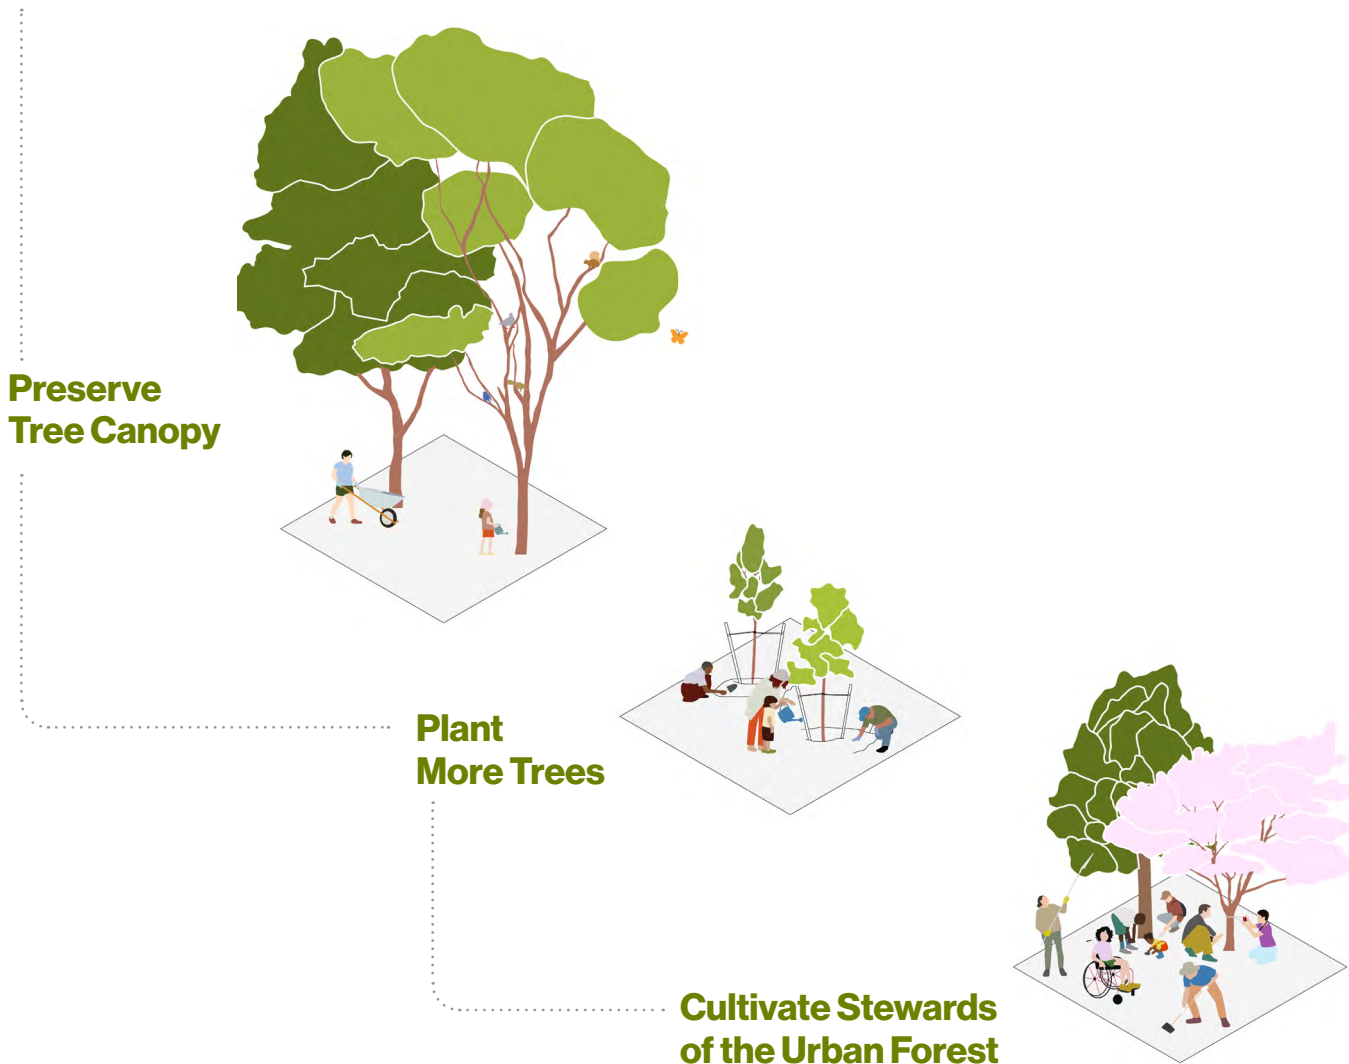 Preserve
Tree Canopy
Plant
More Trees
Cultivate Stewards
of the Urban Forest